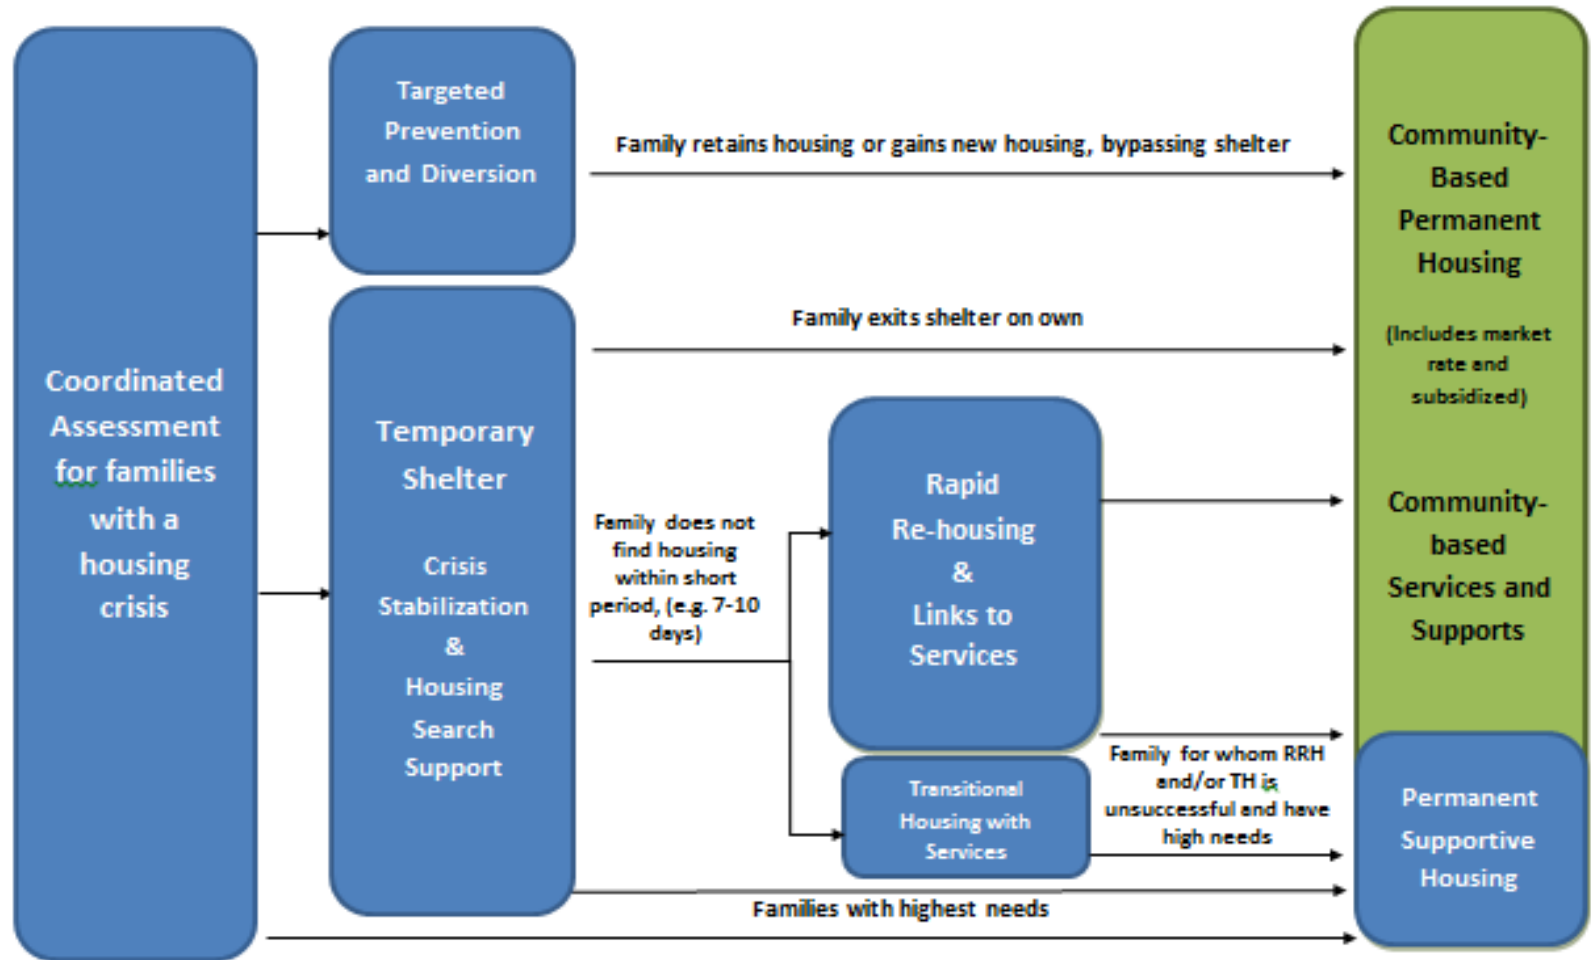 Coordinated
Assessment
for families
with a
housing
crisis
Targeted
Prevention
and Diversion
Temporary
Shelter
Crisis
Stabilization
&
Housing
Search
Support
Family retains housing or gains new housing, bypassing shelter
Family exits shelter on own
Family does not
find housing
within short
period, (e.g. 7-10
days)
Rapid
Re-housing
&
Links to
Services
Transitional
Housing with
Services
Family for whom RRH
and/or TH is
unsuccessful and have
high needs
Families with highest needs
Community-
Based
Permanent
Housing
(Includes market
rate and
subsidized)
Community-
based
Services and
Supports
Permanent
Supportive
Housing